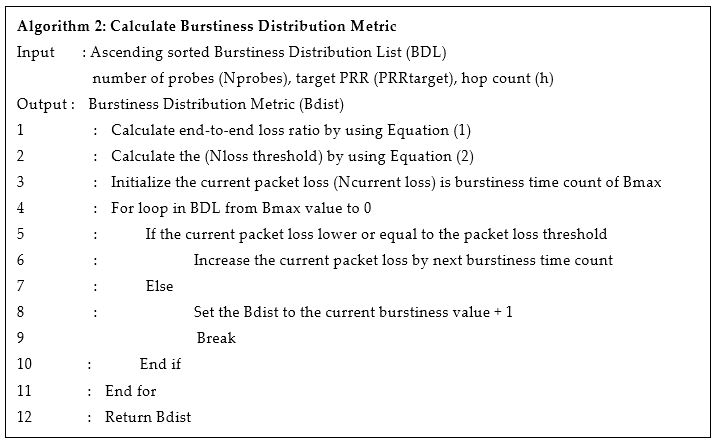 Algorithm 2: Calculate Burstiness Distribution Metric
Input : Ascending sorted Burstiness Distribution List (BDL)
number of probes (Nprobes), target PRR (PRRtarget), hop count (h)
Output : Burstiness Distribution Metric (Bdist)
1 : Calculate end-to-end loss ratio by using Equation (1)
2 : Calculate the (Nloss threshold) by using Equation (2)
3 : Initialize the current packet loss (Ncurrent loss) is burstiness time count of Bmax
4 : For loop in BDL from Bmax value to 0
5 : If the current packet loss lower or equal to the packet loss threshold
6 : Increase the current packet loss by next burstiness time count
7 : Else
8 : Set the Bdist to the current burstiness value + 1
9 Break
10 : End if
11 : End for
12 : Return Bdist